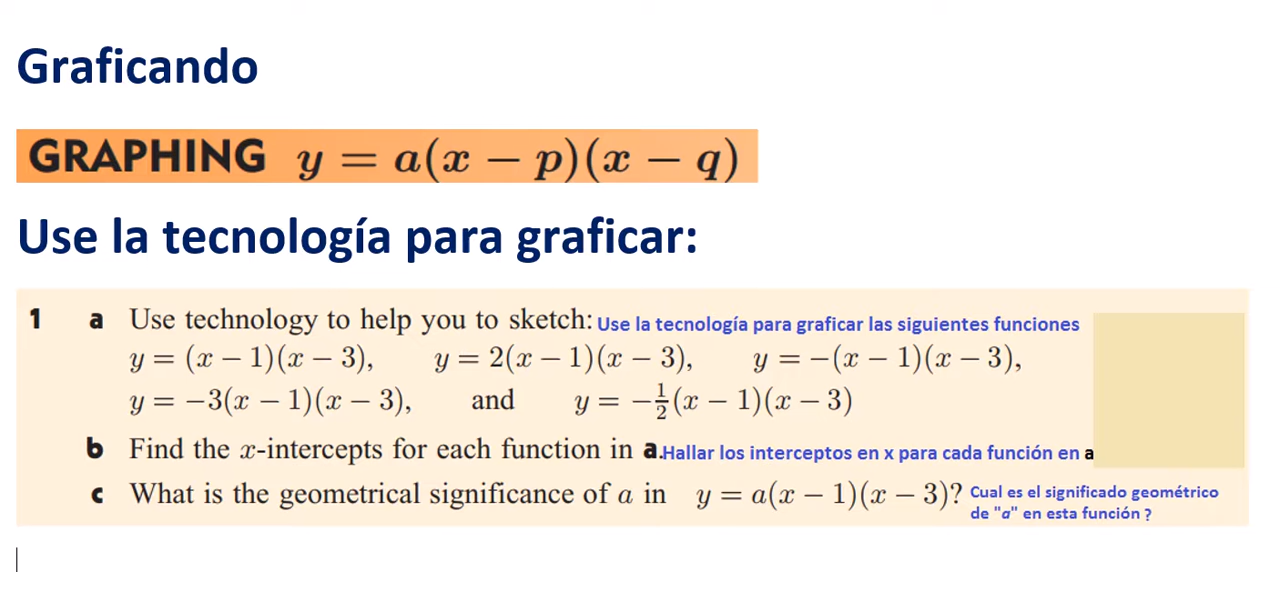 Graficando
GRAPHING y = a(x − p)(x − q)
Use la tecnología para graficar:
1 a Use technology to help you to sketch: Use la tecnología para graficar las siguientes funciones
y = (x − 1)(x − 3), y = 2(x − 1)(x − 3), y = −(x − 1)(x − 3),
y = −3(x − 1)(x − 3), and y = −½(x − 1)(x − 3)
b Find the x-intercepts for each function in a. Hallar los interceptos en x para cada función en a
c What is the geometrical significance of a in y = a(x − 1)(x − 3)? Cual es el significado geométrico
de "a" en esta función ?